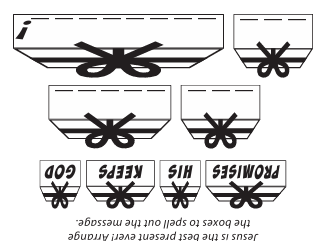 Jesus is the best present ever! Arrange
the boxes to spell out the message.
PROMISES HIS KEEPS GOD
!